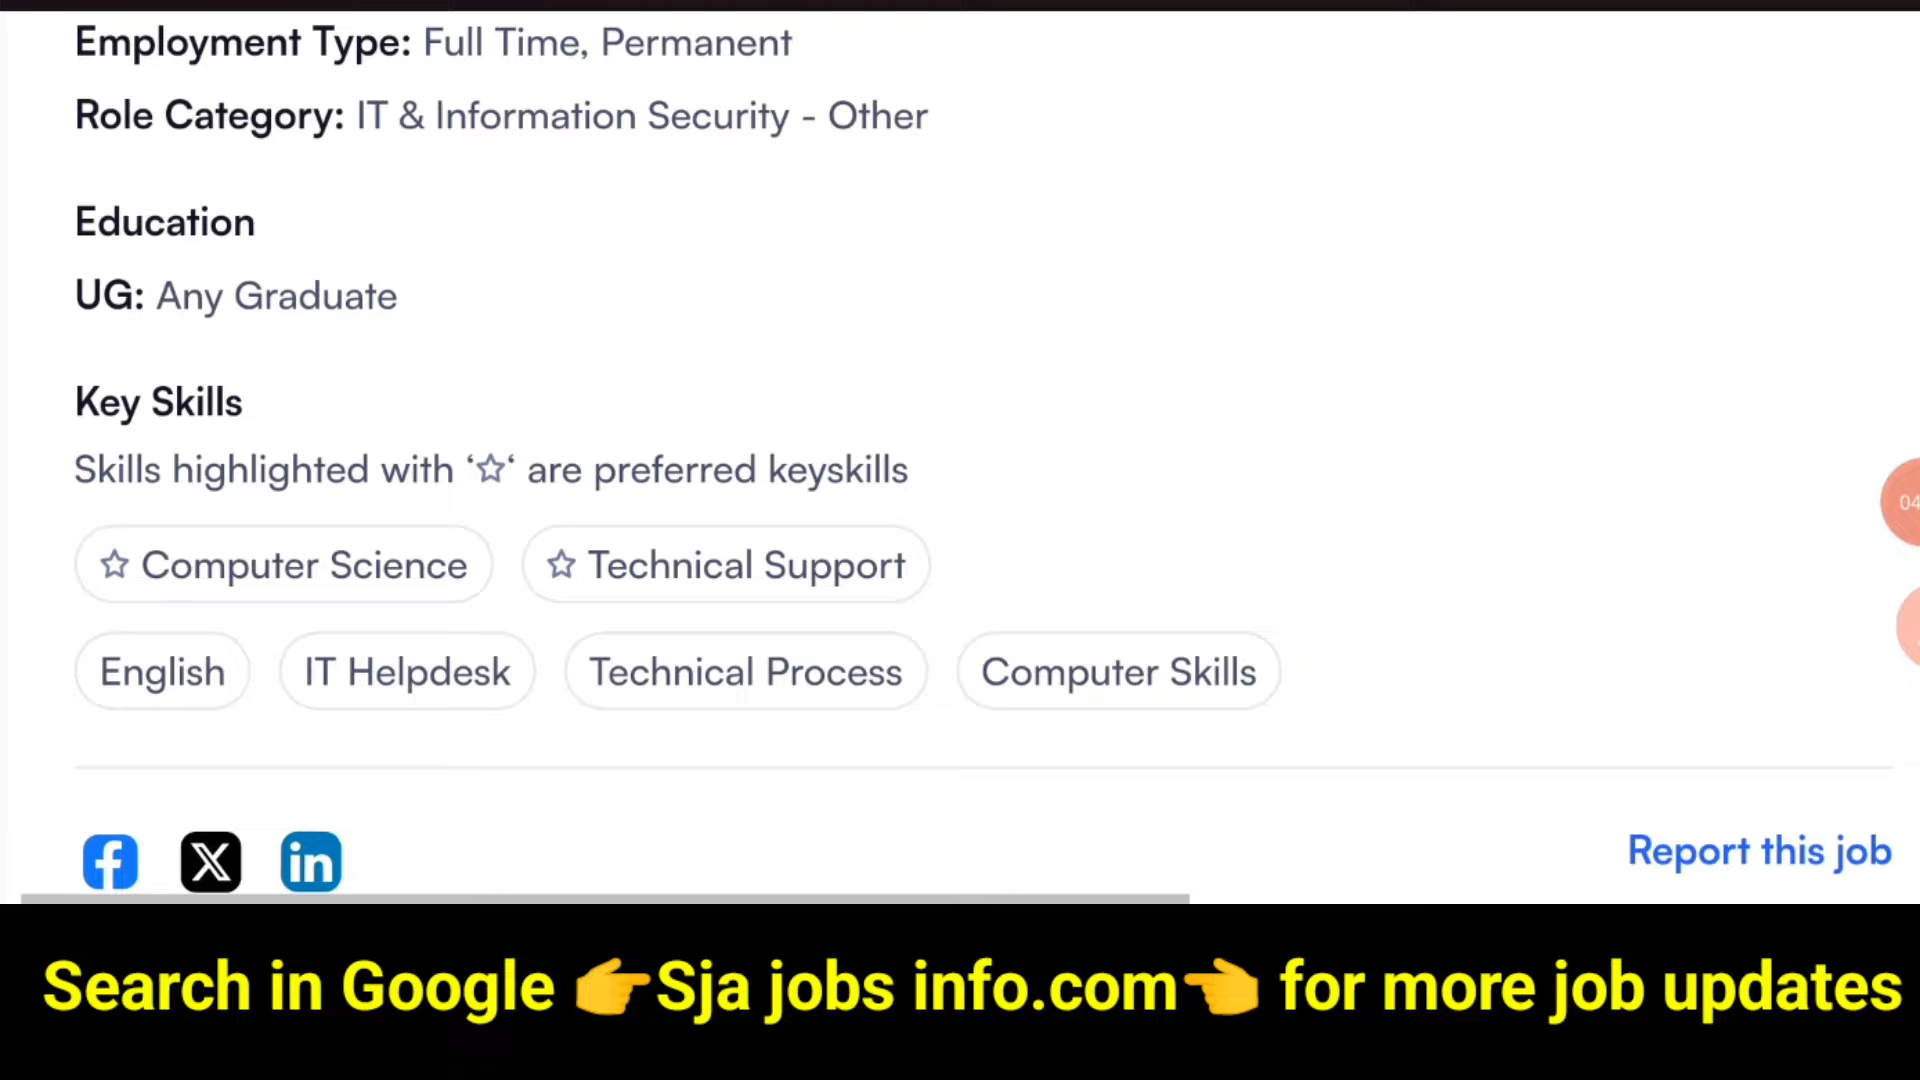 Employment Type: Full Time, Permanent
Role Category: IT & Information Security - Other
Education
UG: Any Graduate
Key Skills
Skills highlighted with ‘☆‘ are preferred keyskills
☆ Computer Science ☆ Technical Support
English IT Helpdesk Technical Process Computer Skills
Report this job
Search in Google 👉Sja jobs info.com👈 for more job updates